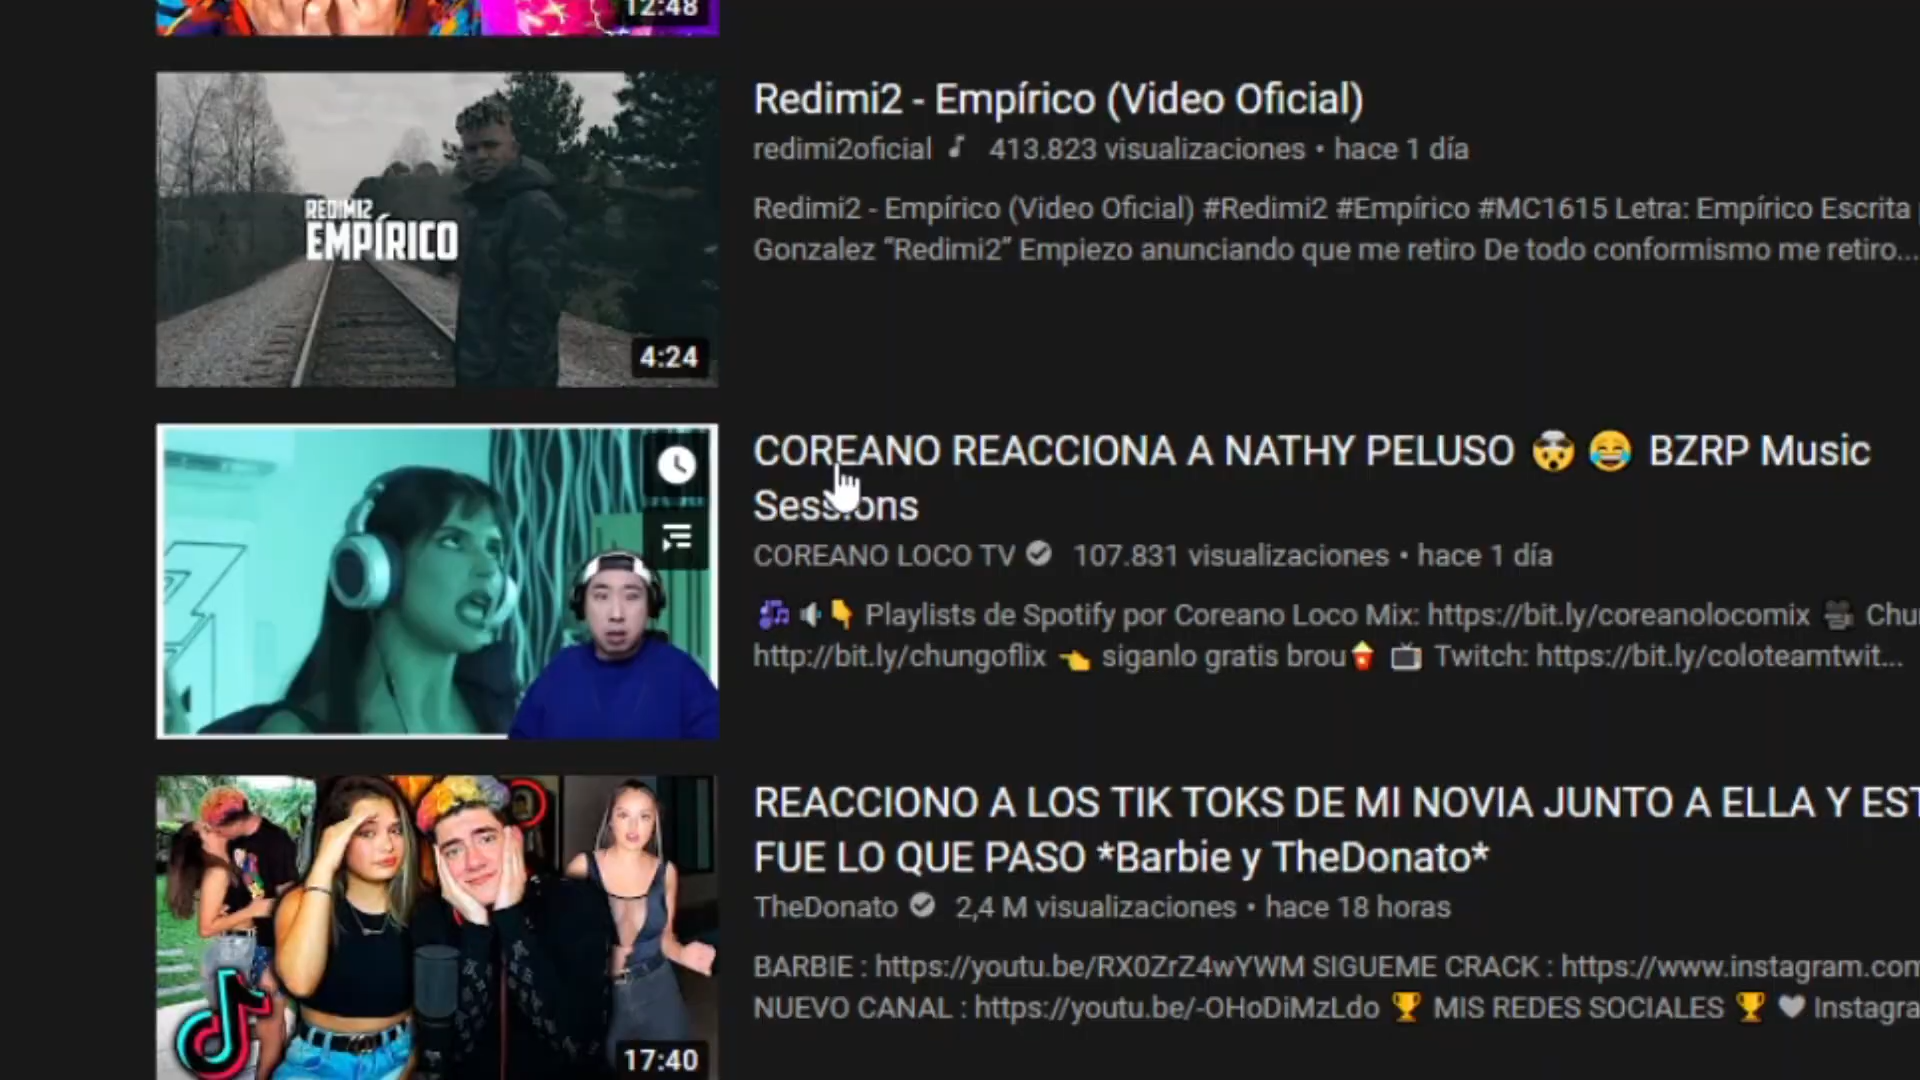 12:48
REDIMI2
EMPÍRICO
4:24
Redimi2 - Empírico (Video Oficial)
redimi2oficial 413.823 visualizaciones • hace 1 día
Redimi2 - Empírico (Video Oficial) #Redimi2 #Empírico #MC1615 Letra: Empírico Escrita
Gonzalez “Redimi2” Empiezo anunciando que me retiro De todo conformismo me retiro...
COREANO REACCIONA A NATHY PELUSO 🤯 😂 BZRP Music
Sessions
COREANO LOCO TV 107.831 visualizaciones • hace 1 día
🎶 🔈 👇 Playlists de Spotify por Coreano Loco Mix: https://bit.ly/coreanolocomix 🎥 Chu
http://bit.ly/chungoflix 👈 siganlo gratis brou🍿 📺 Twitch: https://bit.ly/coloteamtwit...
17:40
REACCIONO A LOS TIK TOKS DE MI NOVIA JUNTO A ELLA Y EST
FUE LO QUE PASO *Barbie y TheDonato*
TheDonato 2,4 M visualizaciones • hace 18 horas
BARBIE : https://youtu.be/RX0ZrZ4wYWM SIGUEME CRACK : https://www.instagram.com
NUEVO CANAL : https://youtu.be/-OHoDiMzLdo 🏆 MIS REDES SOCIALES 🏆 🤍 Instagra